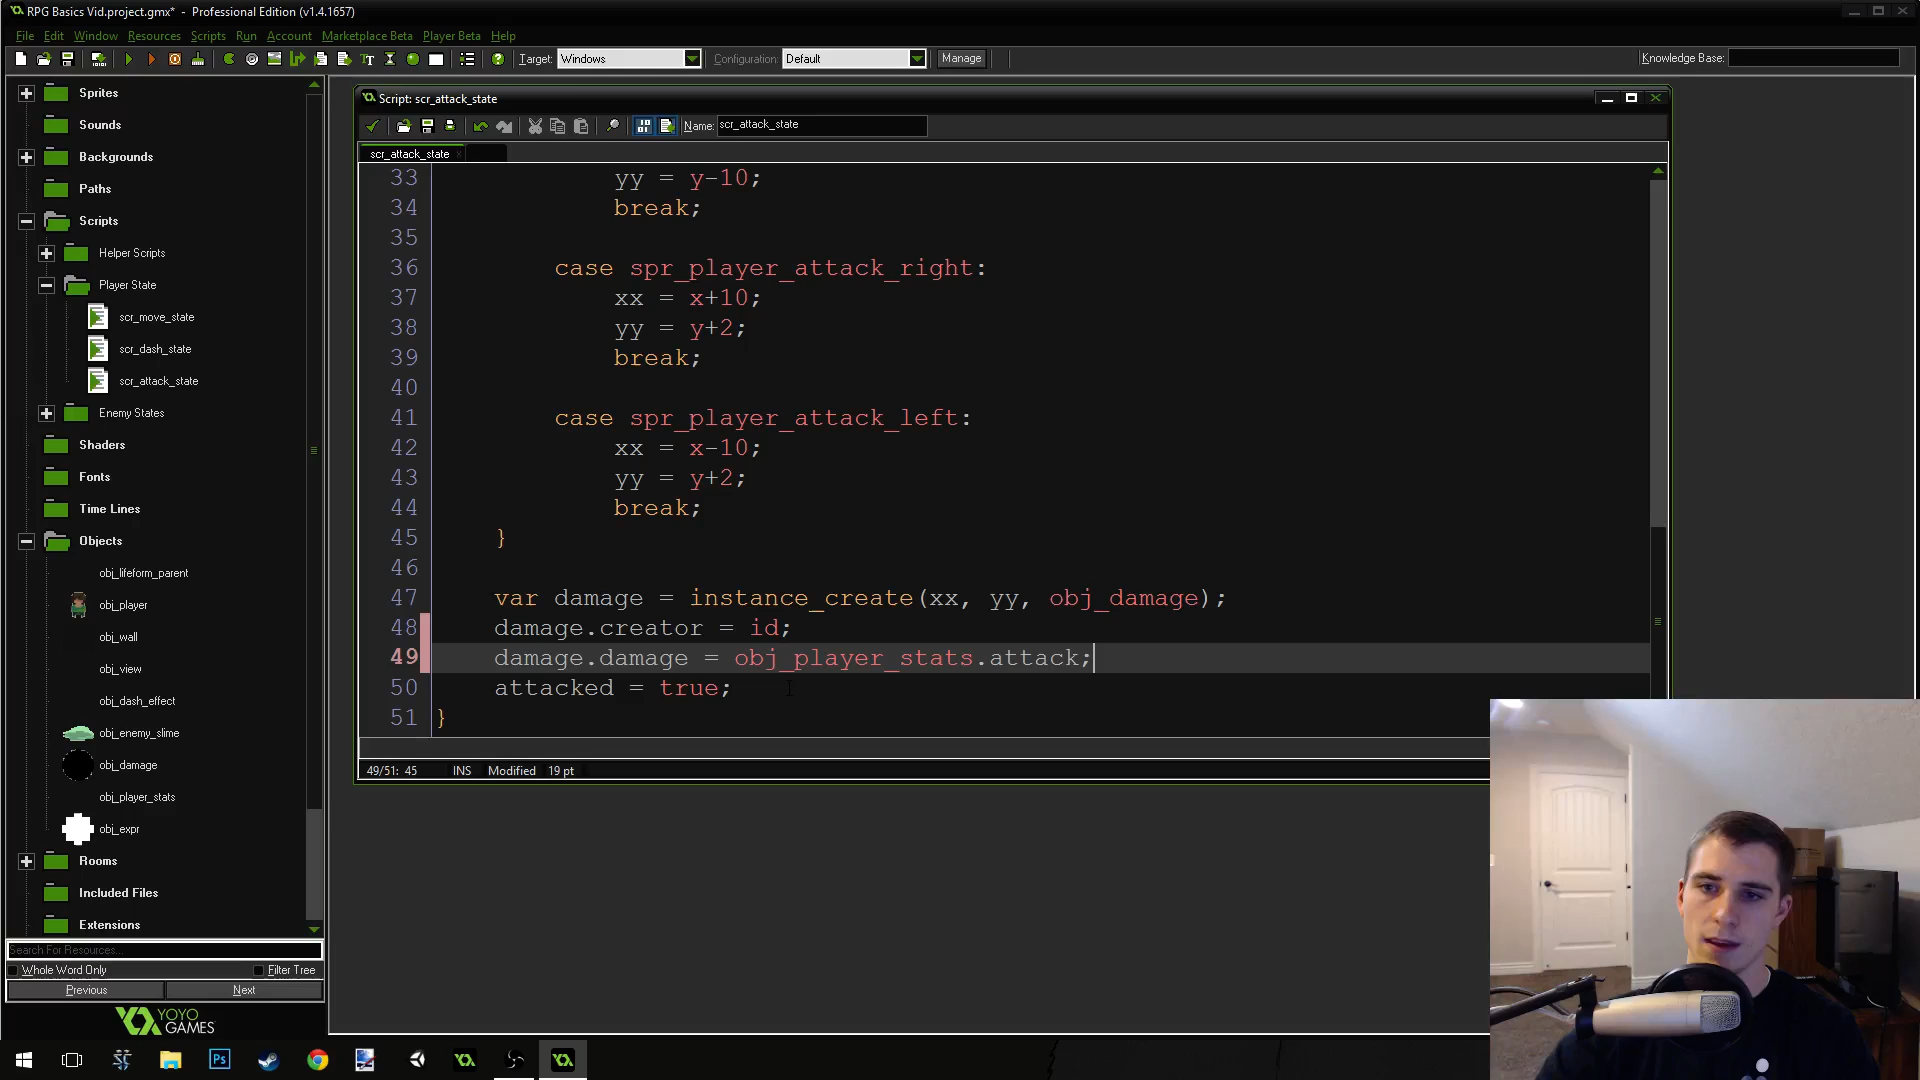 RPG Basics Vid.project.gmx* - Professional Edition (v1.4.1657)
File Edit Window Resources Scripts Run Account Marketplace Beta Player Beta Help
Target: Windows Configuration: Default Manage Knowledge Base:
Sprites
Sounds
Backgrounds
Paths
Scripts
Helper Scripts
Player State
scr_move_state
scr_dash_state
scr_attack_state
Enemy States
Shaders
Fonts
Time Lines
Objects
obj_lifeform_parent
obj_player
obj_wall
obj_view
obj_dash_effect
obj_enemy_slime
obj_damage
obj_player_stats
obj_expr
Rooms
Included Files
Extensions
Search For Resources...
Whole Word Only Filter Tree
Previous Next
YOYO
GAMES
Script: scr_attack_state
Name: scr_attack_state
scr_attack_state
33 yy = y-10;
34 break;
35
36 case spr_player_attack_right:
37 xx = x+10;
38 yy = y+2;
39 break;
40
41 case spr_player_attack_left:
42 xx = x-10;
43 yy = y+2;
44 break;
45 }
46
47 var damage = instance_create(xx, yy, obj_damage);
48 damage.creator = id;
49 damage.damage = obj_player_stats.attack;
50 attacked = true;
51 }
49/51: 45 INS Modified 19 pt
Ps